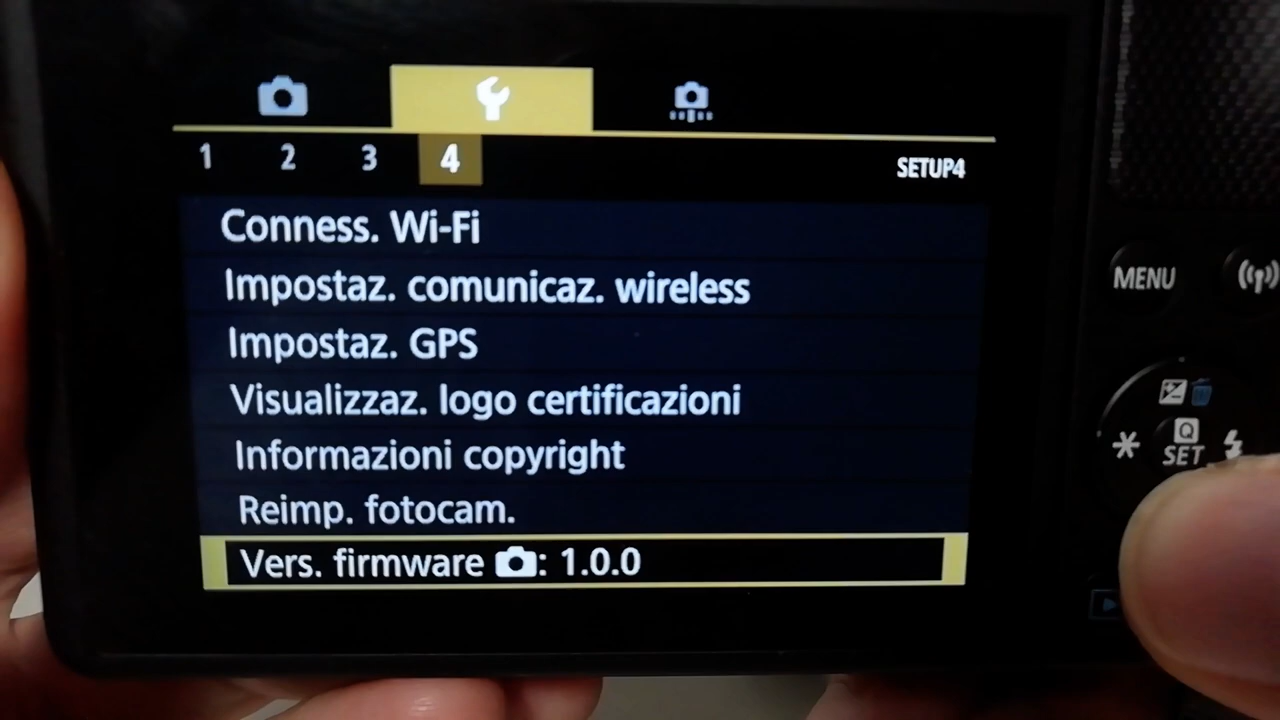 1 2 3 4 SETUP4
Conness. Wi-Fi
Impostaz. comunicaz. wireless
Impostaz. GPS
Visualizzaz. logo certificazioni
Informazioni copyright
Reimp. fotocam.
Vers. firmware : 1.0.0
MENU
Q
SET